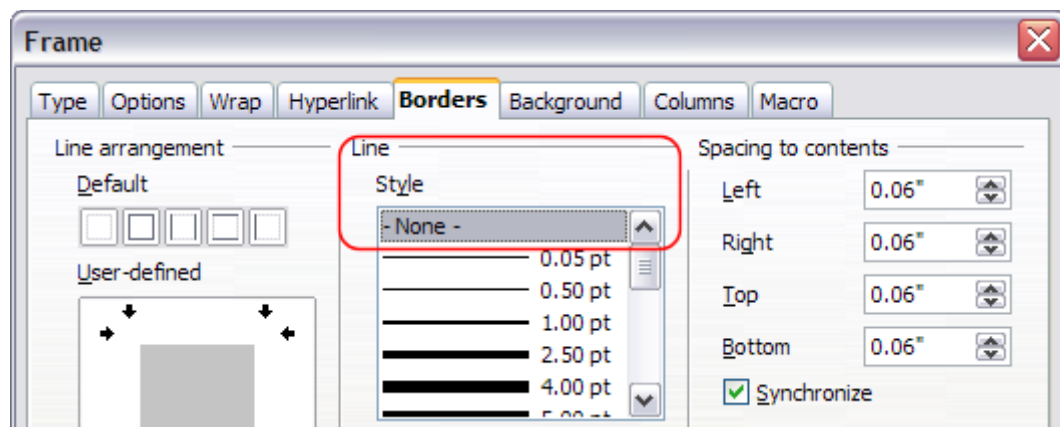 Frame
Type Options Wrap Hyperlink Borders Background Columns Macro
Line arrangement
Default
User-defined
Line
Style
- None -
0.05 pt
0.50 pt
1.00 pt
2.50 pt
4.00 pt
Spacing to contents
Left 0.06"
Right 0.06"
Top 0.06"
Bottom 0.06"
Synchronize